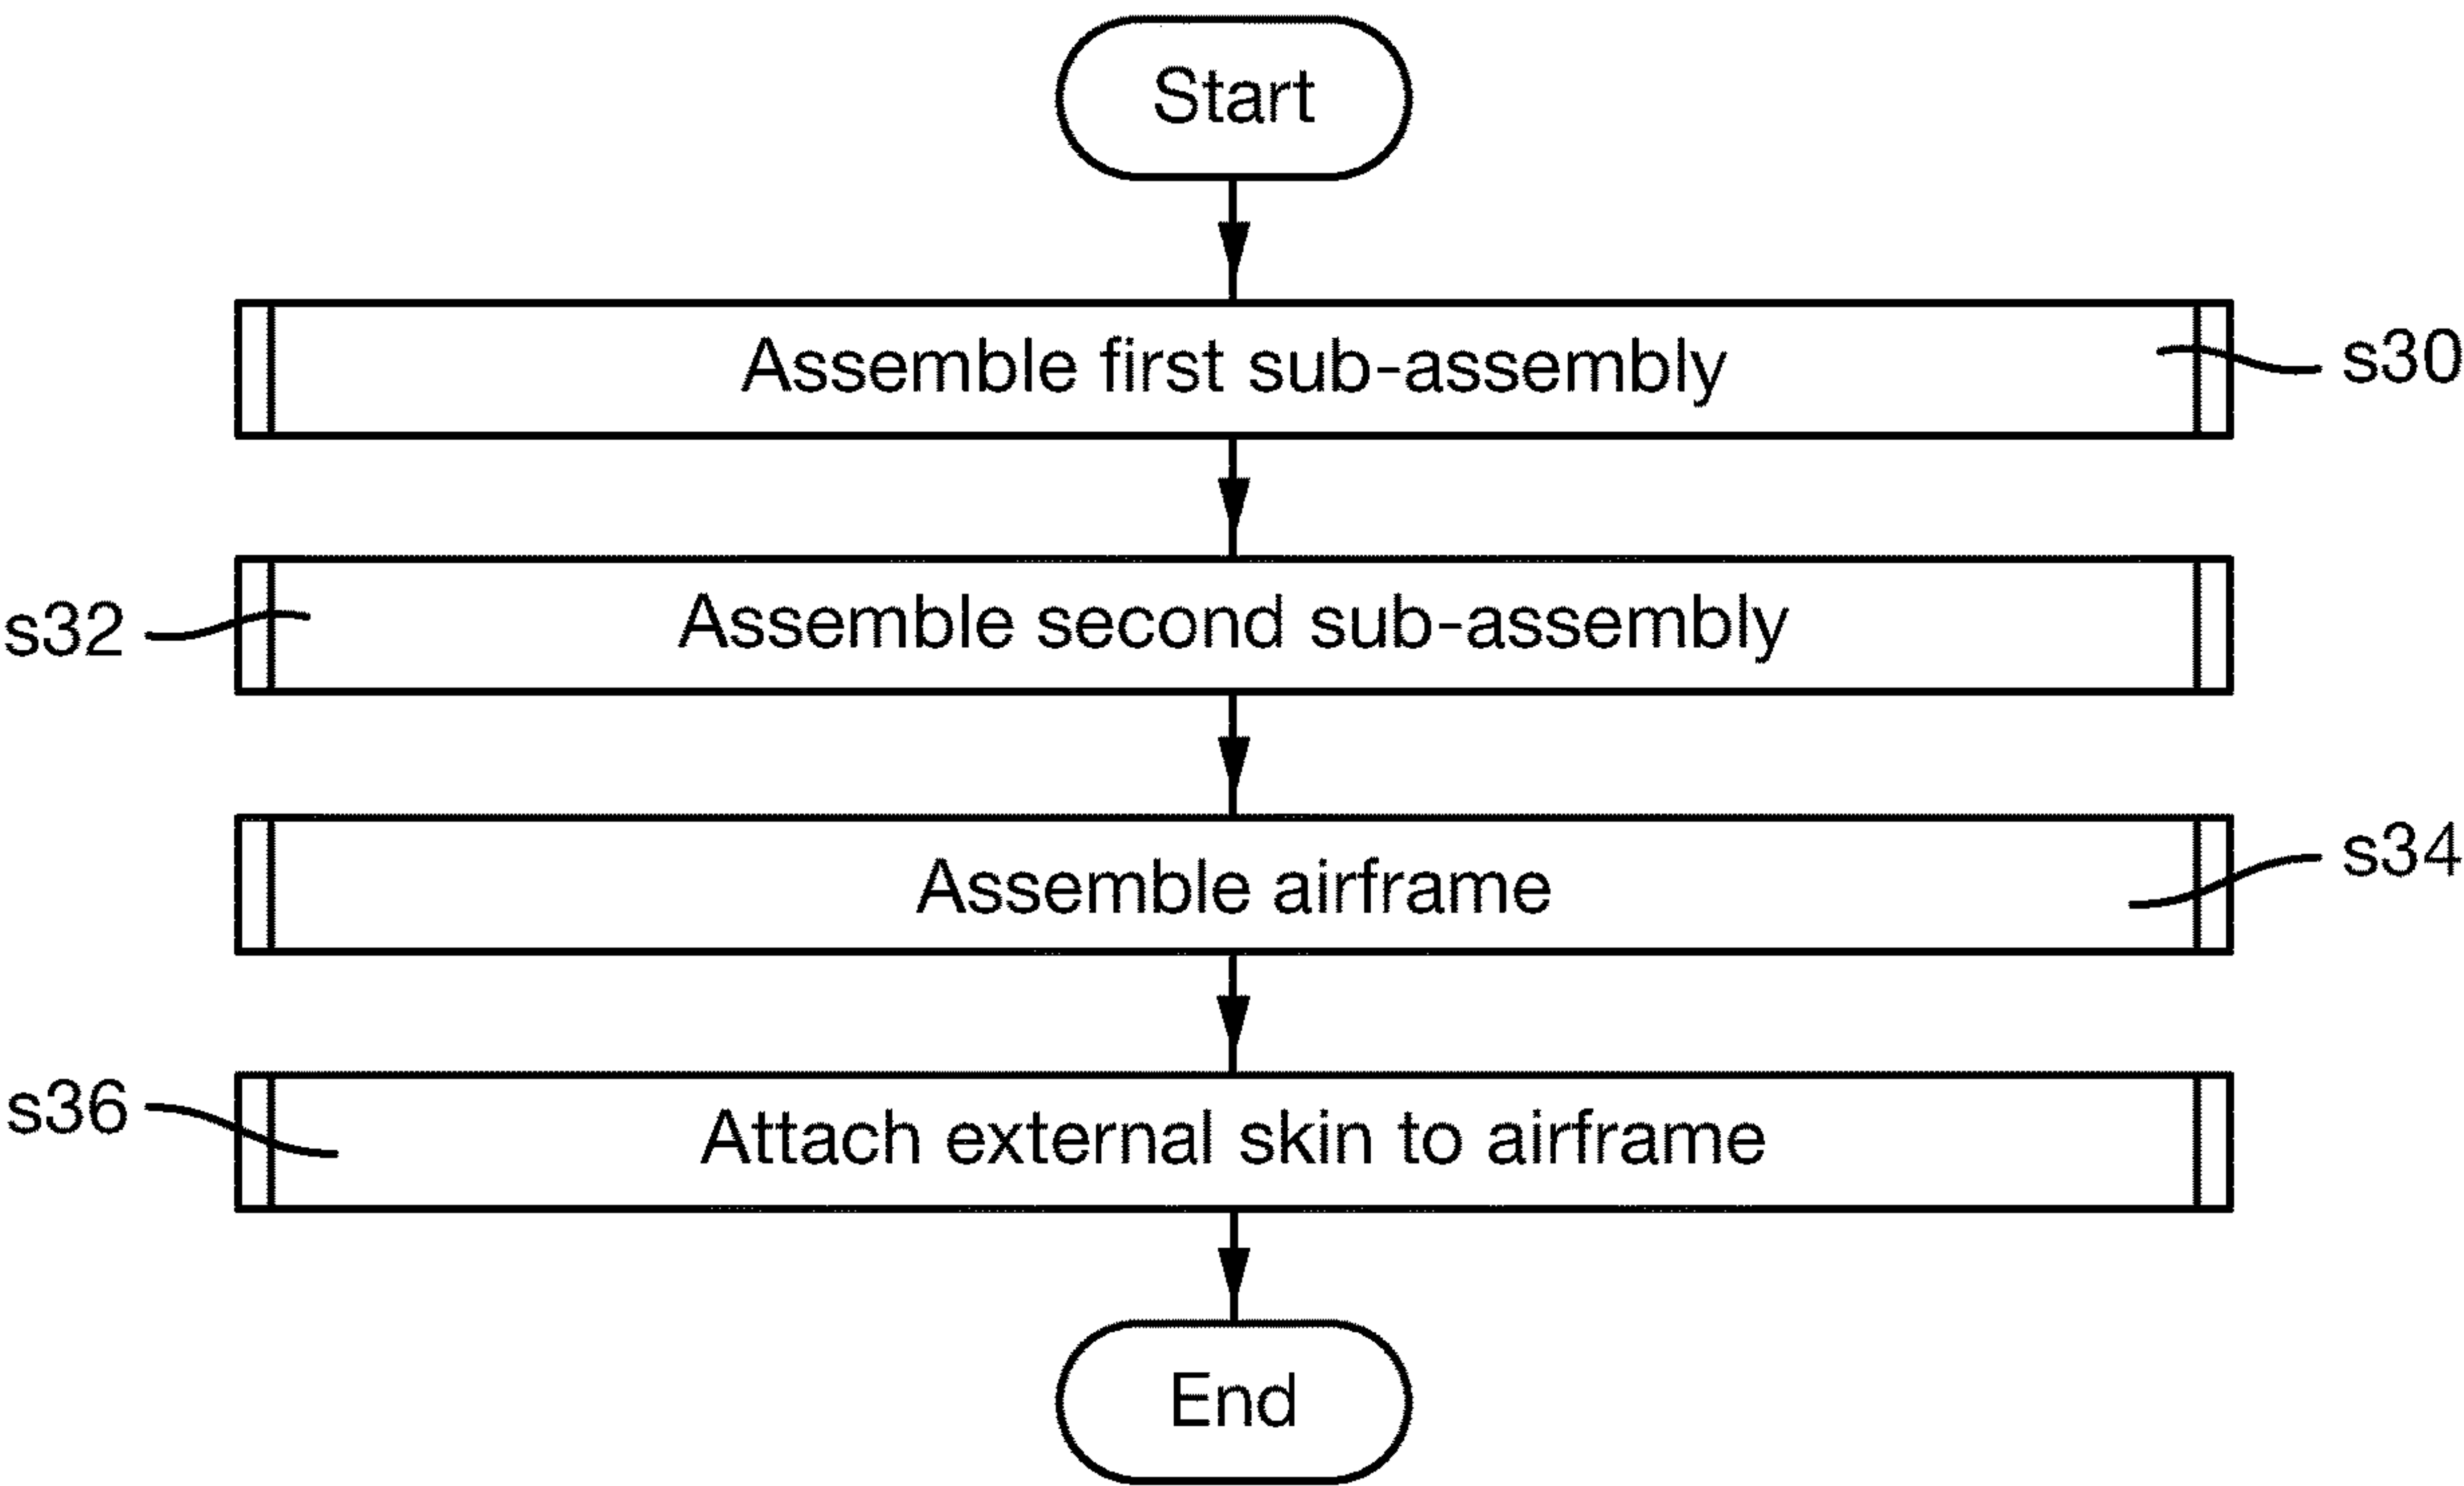 Start
Assemble first sub-assembly
s30
s32
Assemble second sub-assembly
Assemble airframe
s34
s36
Attach external skin to airframe
End